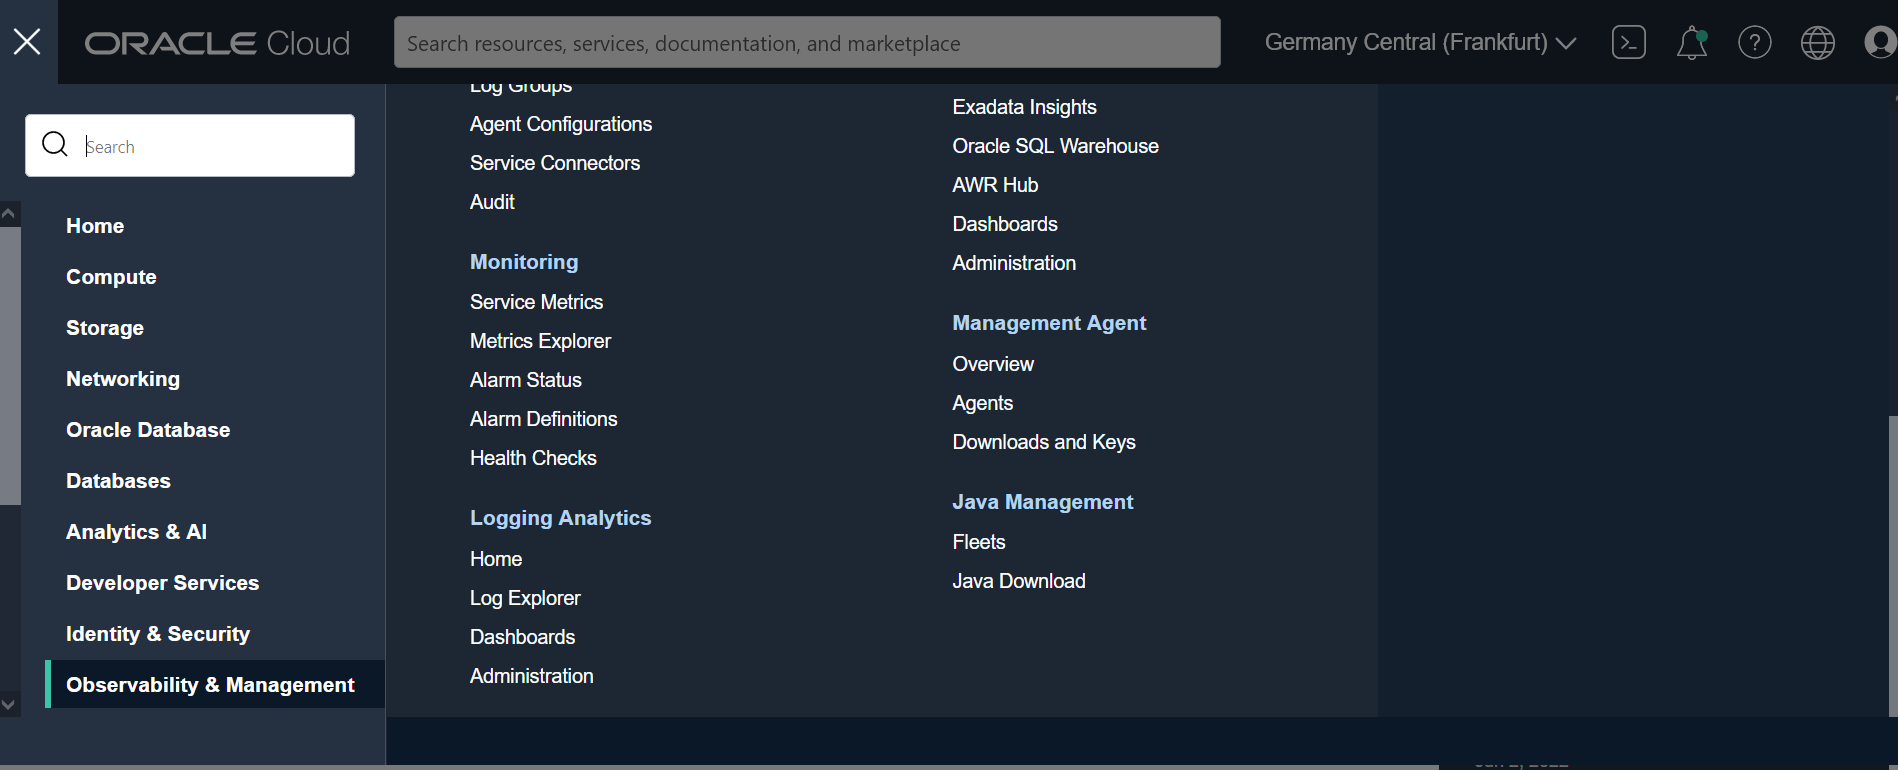 ORACLE Cloud
Search resources, services, documentation, and marketplace
Germany Central (Frankfurt)
Search
Home
Compute
Storage
Networking
Oracle Database
Databases
Analytics & AI
Developer Services
Identity & Security
Observability & Management
Log Groups
Agent Configurations
Service Connectors
Audit
Monitoring
Service Metrics
Metrics Explorer
Alarm Status
Alarm Definitions
Health Checks
Logging Analytics
Home
Log Explorer
Dashboards
Administration
Exadata Insights
Oracle SQL Warehouse
AWR Hub
Dashboards
Administration
Management Agent
Overview
Agents
Downloads and Keys
Java Management
Fleets
Java Download